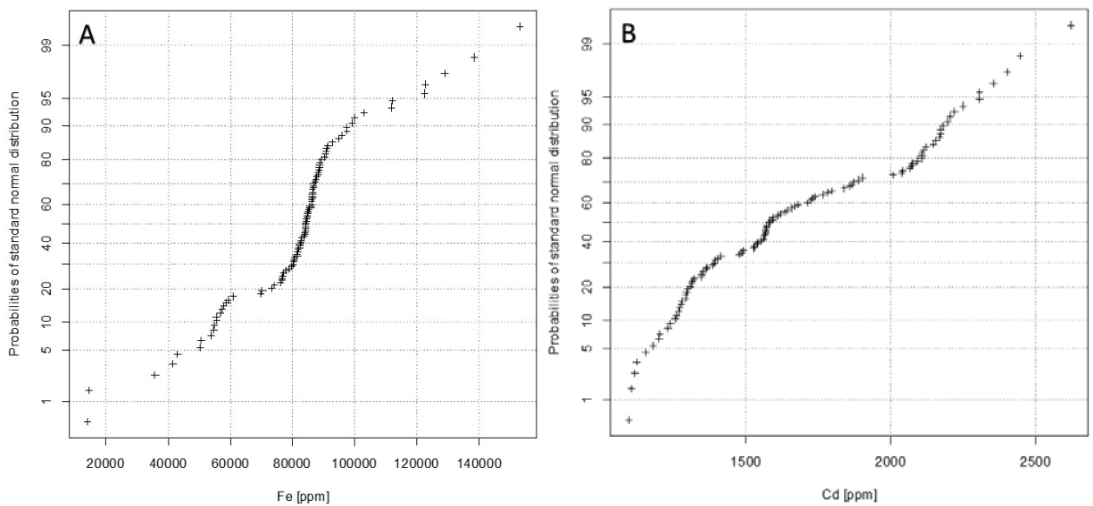 A
Probabilities of standard normal distribution
99
95
90
80
60
40
20
10
5
1
20000 40000 60000 80000 100000 120000 140000
Fe [ppm]
B
Probabilities of standard normal distribution
99
95
90
80
60
40
20
10
5
1
1500 2000 2500
Cd [ppm]